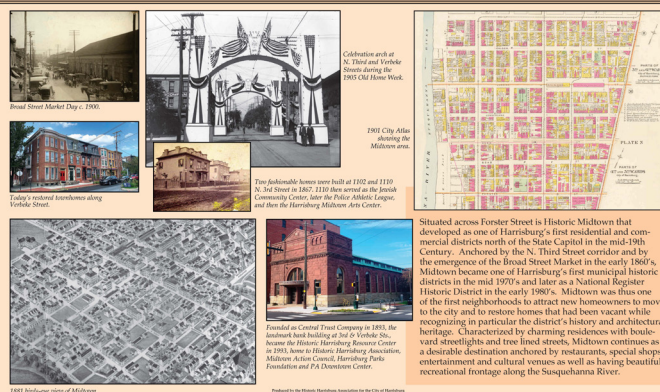 Broad Street Market Day c. 1900.
Celebration arch at
N. Third and Verbeke
Streets during the
1905 Old Home Week.
1901 City Atlas
showing the
Midtown area.
Today's restored townhomes along
Verbeke Street.
Two fashionable homes were built at 1102 and 1110
N. 3rd Street in 1867. 1110 then served as the Jewish
Community Center, later the Police Athletic League,
and then the Harrisburg Midtown Arts Center.
PLATE 5
Founded as Central Trust Company in 1893, the
landmark bank building at 3rd & Verbeke Sts.,
became the Historic Harrisburg Resource Center
in 1993, home to Historic Harrisburg Association,
Midtown Action Council, Harrisburg Parks
Foundation and PA Downtown Center.
Situated across Forster Street is Historic Midtown that
developed as one of Harrisburg's first residential and com-
mercial districts north of the State Capitol in the mid-19th
Century. Anchored by the N. Third Street corridor and by
the emergence of the Broad Street Market in the early 1860's,
Midtown became one of Harrisburg's first municipal historic
districts in the mid 1970's and later as a National Register
Historic District in the early 1980's. Midtown was thus one
of the first neighborhoods to attract new homeowners to mov
to the city and to restore homes that had been vacant while
recognizing in particular the district's history and architectura
heritage. Characterized by charming residences with boule-
vard streetlights and tree lined streets, Midtown continues as
a desirable destination anchored by restaurants, special shops
entertainment and cultural venues as well as having beautiful
recreational frontage along the Susquehanna River.
1881 birds-eye view of Midtown
Produced by the Historic Harrisburg Association for the City of Harrisburg